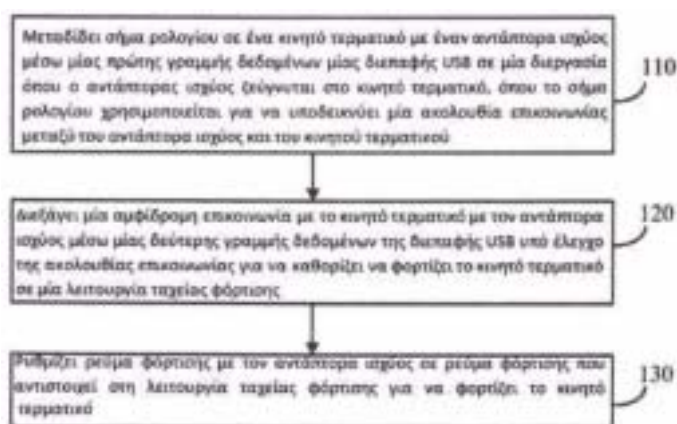 Μεταδίδει σήμα ρολογίου σε ένα κινητό τερματικό με έναν αντάπτορα ισχύος
μέσω μίας πρώτης γραμμής δεδομένων μίας διεπαφής USB σε μία διεργασία
όπου ο αντάπτορας ισχύος ζεύγνυται στο κινητό τερματικό, όπου το σήμα
ρολογίου χρησιμοποιείται για να υποδεικνύει μία ακολουθία επικοινωνίας
μεταξύ του αντάπτορα ισχύος και του κινητού τερματικού
110
Διεξάγει μία αμφίδρομη επικοινωνία με το κινητό τερματικό με τον αντάπτορα
ισχύος μέσω μίας δεύτερης γραμμής δεδομένων της διεπαφής USB υπό έλεγχο
της ακολουθίας επικοινωνίας για να καθορίζει να φορτίζει το κινητό τερματικό
σε μία λειτουργία ταχείας φόρτισης
120
Ρυθμίζει ρεύμα φόρτισης με τον αντάπτορα ισχύος σε ρεύμα φόρτισης που
αντιστοιχεί στη λειτουργία ταχείας φόρτισης για να φορτίζει το κινητό
τερματικό
130